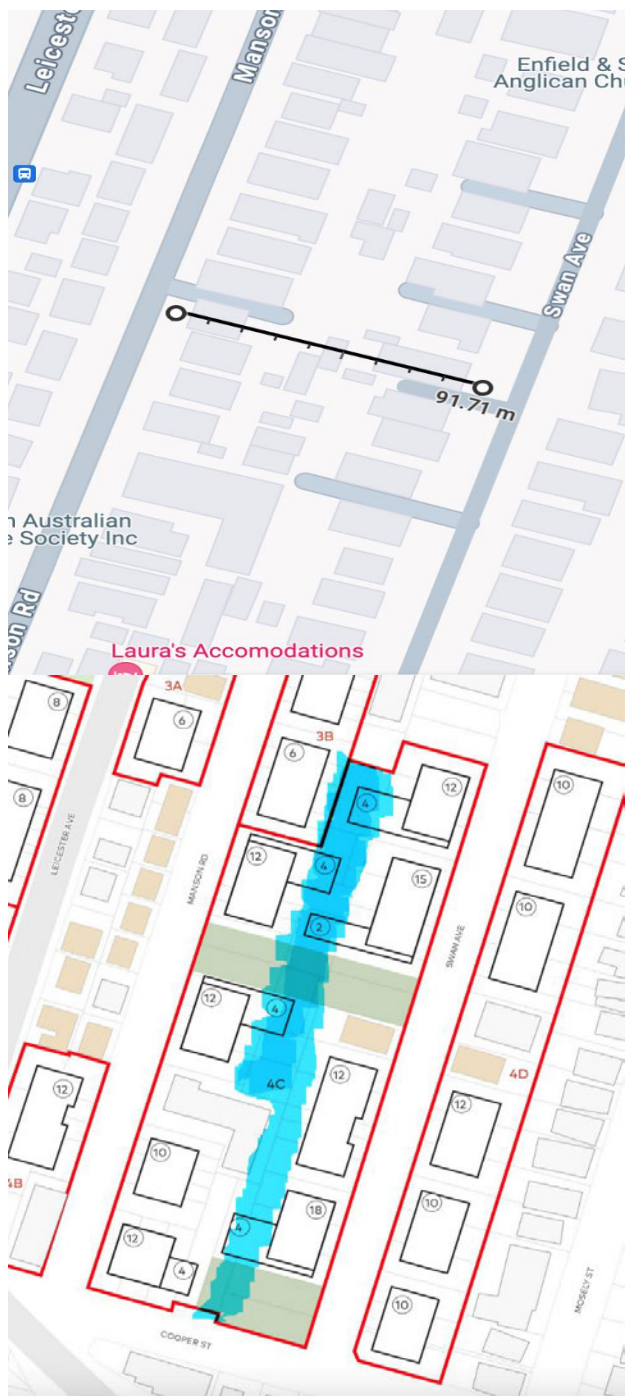 Leicester
Manson
Enfield & S
Anglican Chu
Swan Ave
91.71 m
n Australian
e Society Inc
son Rd
Laura's Accomodations
3A
8
6
3B
6
12
4
10
8
LEICESTER AVE
MANSON RD
12
4
15
2
SWAN AVE
10
12
4
4C
12
4D
12
12
4B
10
10
18
4
12
4
10
MOSELY ST
COOPER ST